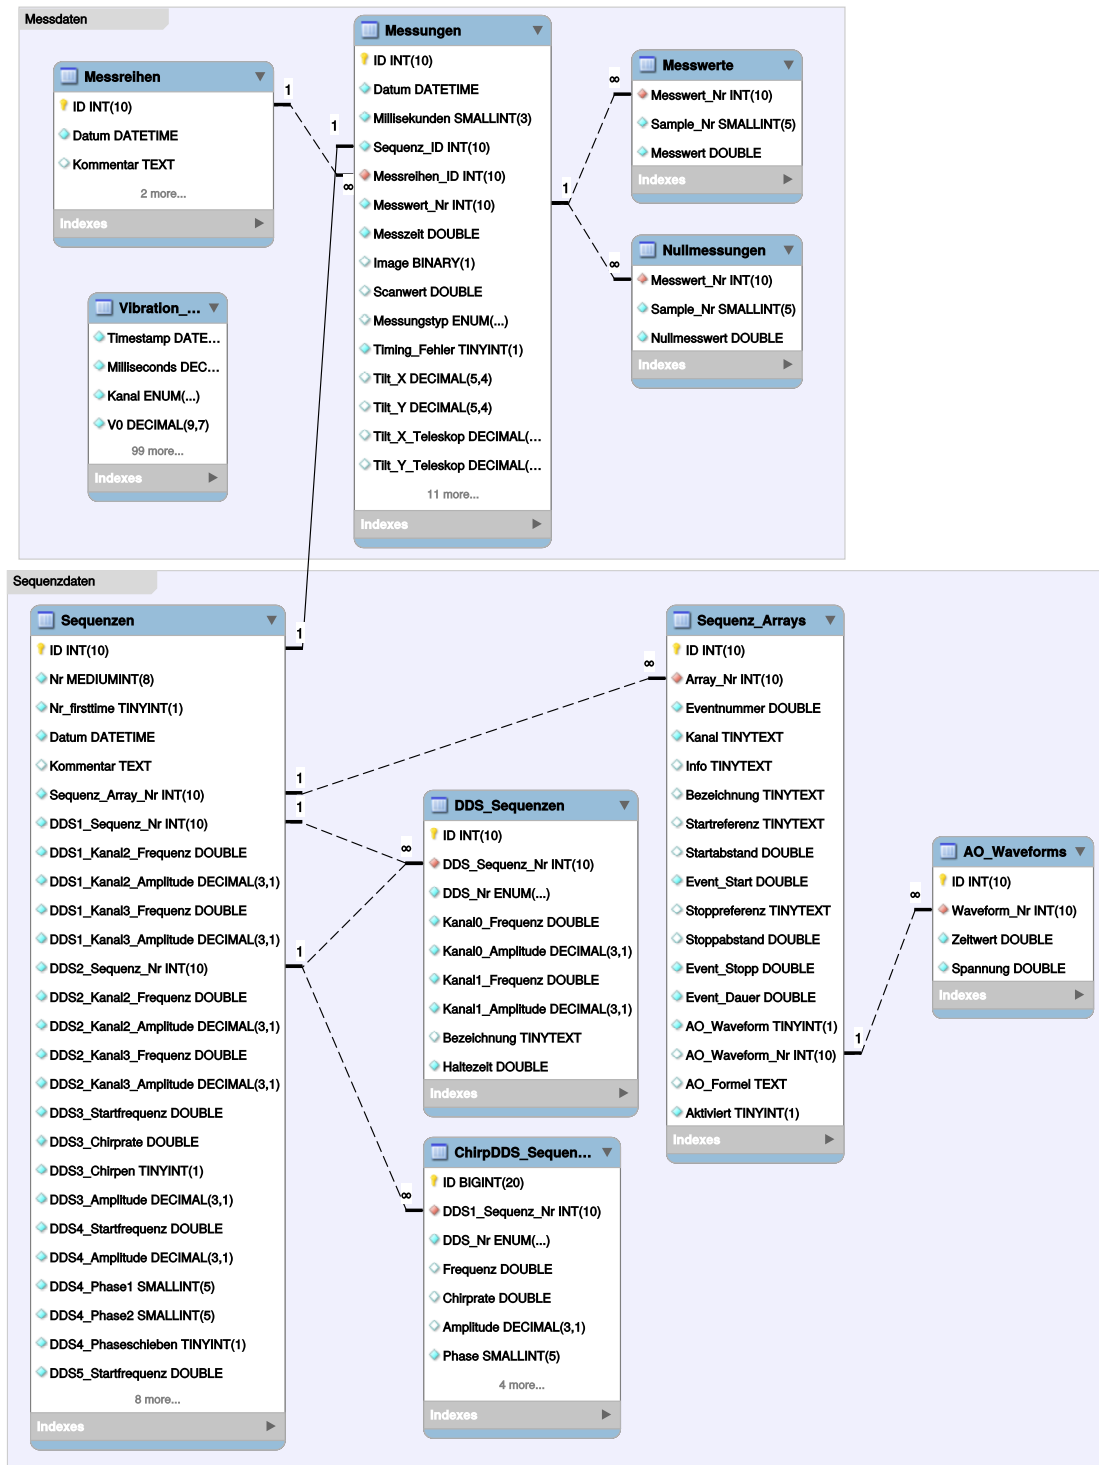 Messdaten
Messreihen
ID INT(10)
Datum DATETIME
Kommentar TEXT
2 more...
Indexes
1
∞
Vibration_...
Timestamp DATE...
Milliseconds DEC...
Kanal ENUM(...)
V0 DECIMAL(9,7)
99 more...
Indexes
Messungen
ID INT(10)
Datum DATETIME
Millisekunden SMALLINT(3)
Sequenz_ID INT(10)
Messreihen_ID INT(10)
Messwert_Nr INT(10)
Messzeit DOUBLE
Image BINARY(1)
Scanwert DOUBLE
Messungstyp ENUM(...)
Timing_Fehler TINYINT(1)
Tilt_X DECIMAL(5,4)
Tilt_Y DECIMAL(5,4)
Tilt_X_Teleskop DECIMAL(...
Tilt_Y_Teleskop DECIMAL(...
11 more...
Indexes
1
1
∞
∞
Messwerte
Messwert_Nr INT(10)
Sample_Nr SMALLINT(5)
Messwert DOUBLE
Indexes
Nullmessungen
Messwert_Nr INT(10)
Sample_Nr SMALLINT(5)
Nullmesswert DOUBLE
Indexes
Sequenzdaten
Sequenzen
ID INT(10)
Nr MEDIUMINT(8)
Nr_firsttime TINYINT(1)
Datum DATETIME
Kommentar TEXT
Sequenz_Array_Nr INT(10)
DDS1_Sequenz_Nr INT(10)
DDS1_Kanal2_Frequenz DOUBLE
DDS1_Kanal2_Amplitude DECIMAL(3,1)
DDS1_Kanal3_Frequenz DOUBLE
DDS1_Kanal3_Amplitude DECIMAL(3,1)
DDS2_Sequenz_Nr INT(10)
DDS2_Kanal2_Frequenz DOUBLE
DDS2_Kanal2_Amplitude DECIMAL(3,1)
DDS2_Kanal3_Frequenz DOUBLE
DDS2_Kanal3_Amplitude DECIMAL(3,1)
DDS3_Startfrequenz DOUBLE
DDS3_Chirprate DOUBLE
DDS3_Chirpen TINYINT(1)
DDS3_Amplitude DECIMAL(3,1)
DDS4_Startfrequenz DOUBLE
DDS4_Amplitude DECIMAL(3,1)
DDS4_Phase1 SMALLINT(5)
DDS4_Phase2 SMALLINT(5)
DDS4_Phaseschieben TINYINT(1)
DDS5_Startfrequenz DOUBLE
8 more...
Indexes
1
1
1
1
∞
∞
∞
DDS_Sequenzen
ID INT(10)
DDS_Sequenz_Nr INT(10)
DDS_Nr ENUM(...)
Kanal0_Frequenz DOUBLE
Kanal0_Amplitude DECIMAL(3,1)
Kanal1_Frequenz DOUBLE
Kanal1_Amplitude DECIMAL(3,1)
Bezeichnung TINYTEXT
Haltezeit DOUBLE
Indexes
ChirpDDS_Sequen...
ID BIGINT(20)
DDS1_Sequenz_Nr INT(10)
DDS_Nr ENUM(...)
Frequenz DOUBLE
Chirprate DOUBLE
Amplitude DECIMAL(3,1)
Phase SMALLINT(5)
4 more...
Indexes
Sequenz_Arrays
ID INT(10)
Array_Nr INT(10)
Eventnummer DOUBLE
Kanal TINYTEXT
Info TINYTEXT
Bezeichnung TINYTEXT
Startreferenz TINYTEXT
Startabstand DOUBLE
Event_Start DOUBLE
Stoppreferenz TINYTEXT
Stoppabstand DOUBLE
Event_Stopp DOUBLE
Event_Dauer DOUBLE
AO_Waveform TINYINT(1)
AO_Waveform_Nr INT(10)
AO_Formel TEXT
Aktiviert TINYINT(1)
Indexes
1
∞
AO_Waveforms
ID INT(10)
Waveform_Nr INT(10)
Zeitwert DOUBLE
Spannung DOUBLE
Indexes